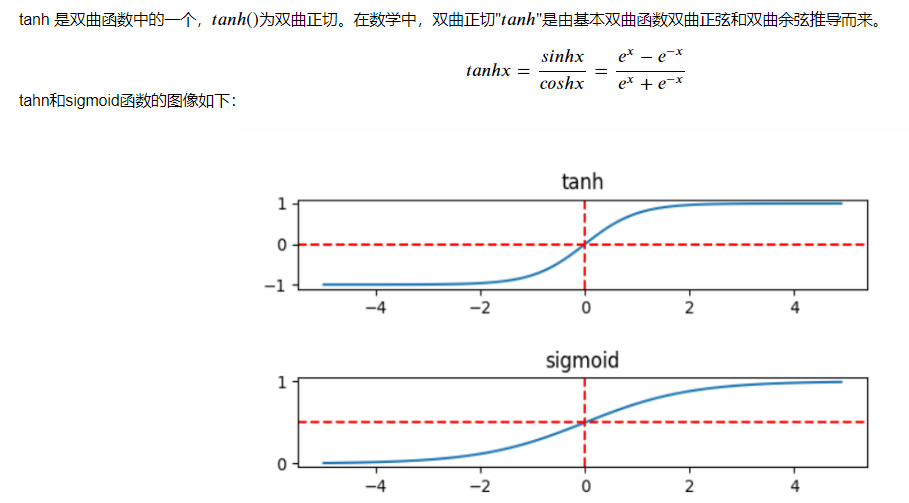 tanh 是双曲函数中的一个，tanh()为双曲正切。在数学中，双曲正切"tanh"是由基本双曲函数双曲正弦和双曲余弦推导而来。
tanhx = sinhx / coshx = (e^x − e^−x) / (e^x + e^−x)
tahn和sigmoid函数的图像如下：
tanh
1
0
−1
−4 −2 0 2 4
sigmoid
1
0
−4 −2 0 2 4